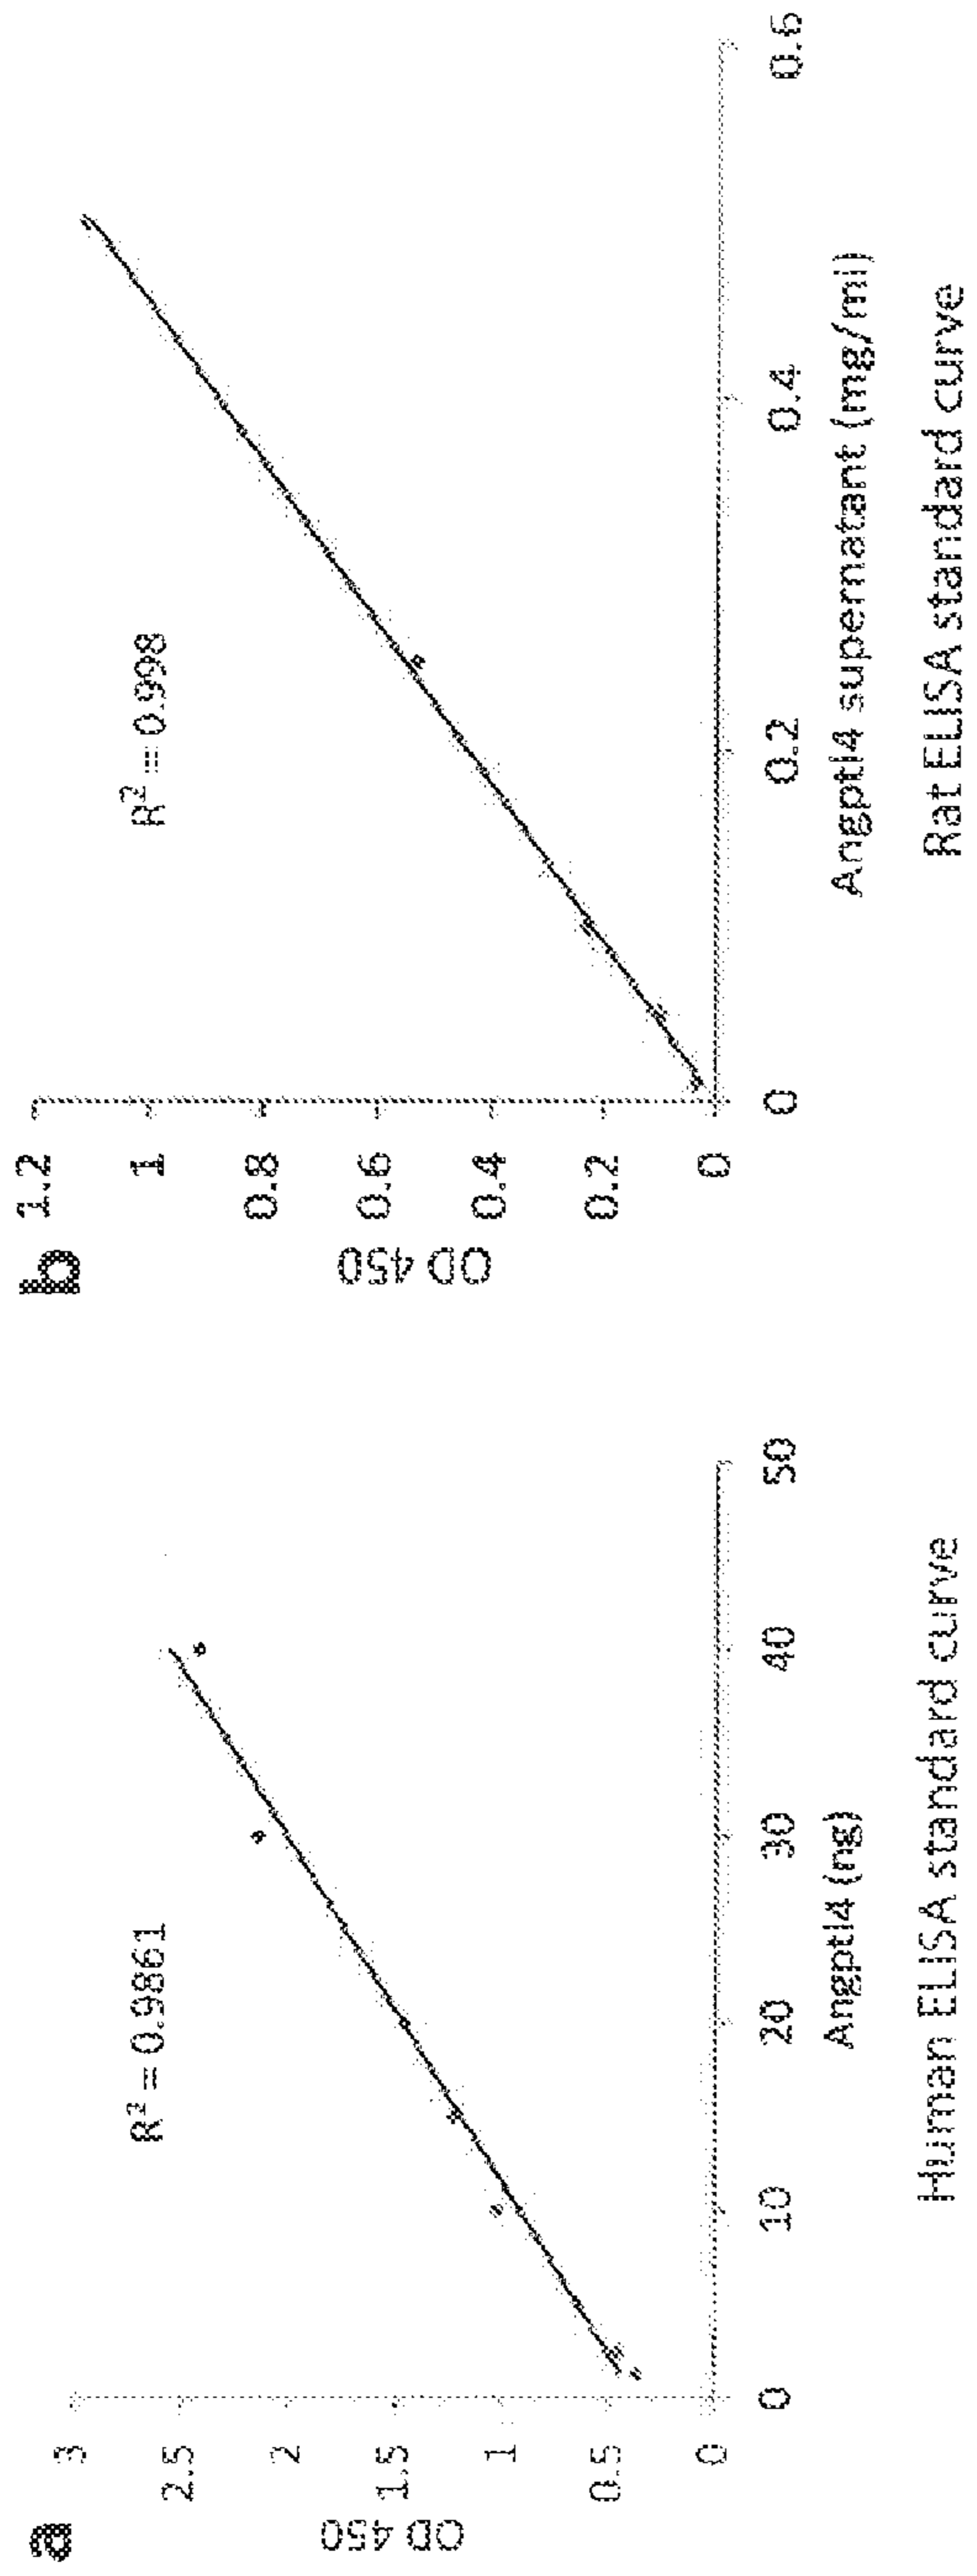 a
OD 450
3
2.5
2
1.5
1
0.5
0
R² = 0.9861
0 10 20 30 40 50
Angptl4 (ng)
Human ELISA standard curve
b
OD 450
1.2
1
0.8
0.6
0.4
0.2
0
R² = 0.998
0 0.2 0.4 0.6
Angptl4 supernatant (mg/ml)
Rat ELISA standard curve